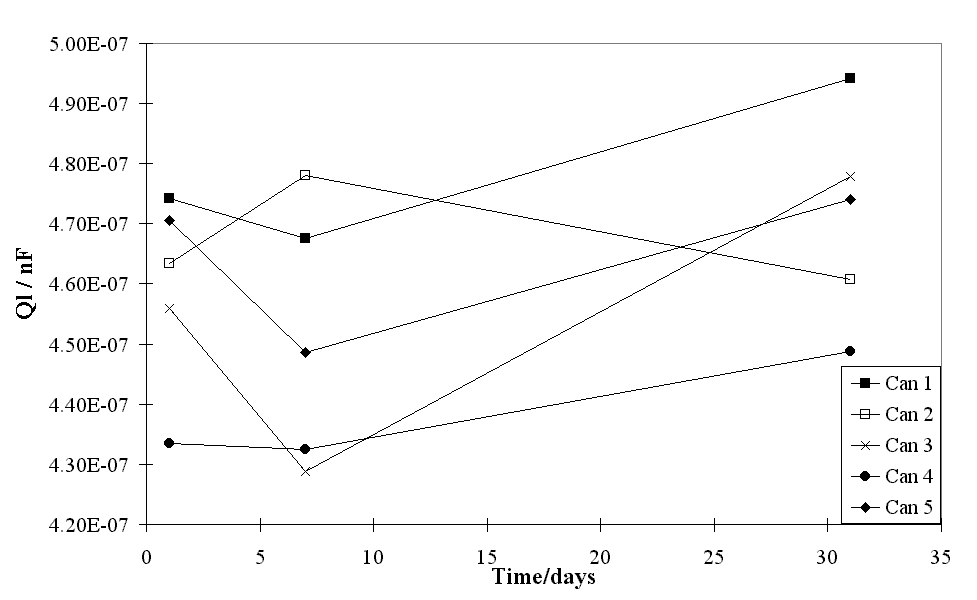 5.00E-07
4.90E-07
4.80E-07
4.70E-07
4.60E-07
4.50E-07
4.40E-07
4.30E-07
4.20E-07
Ql / nF
Can 1
Can 2
Can 3
Can 4
Can 5
0 5 10 15 20 25 30 35
Time/days